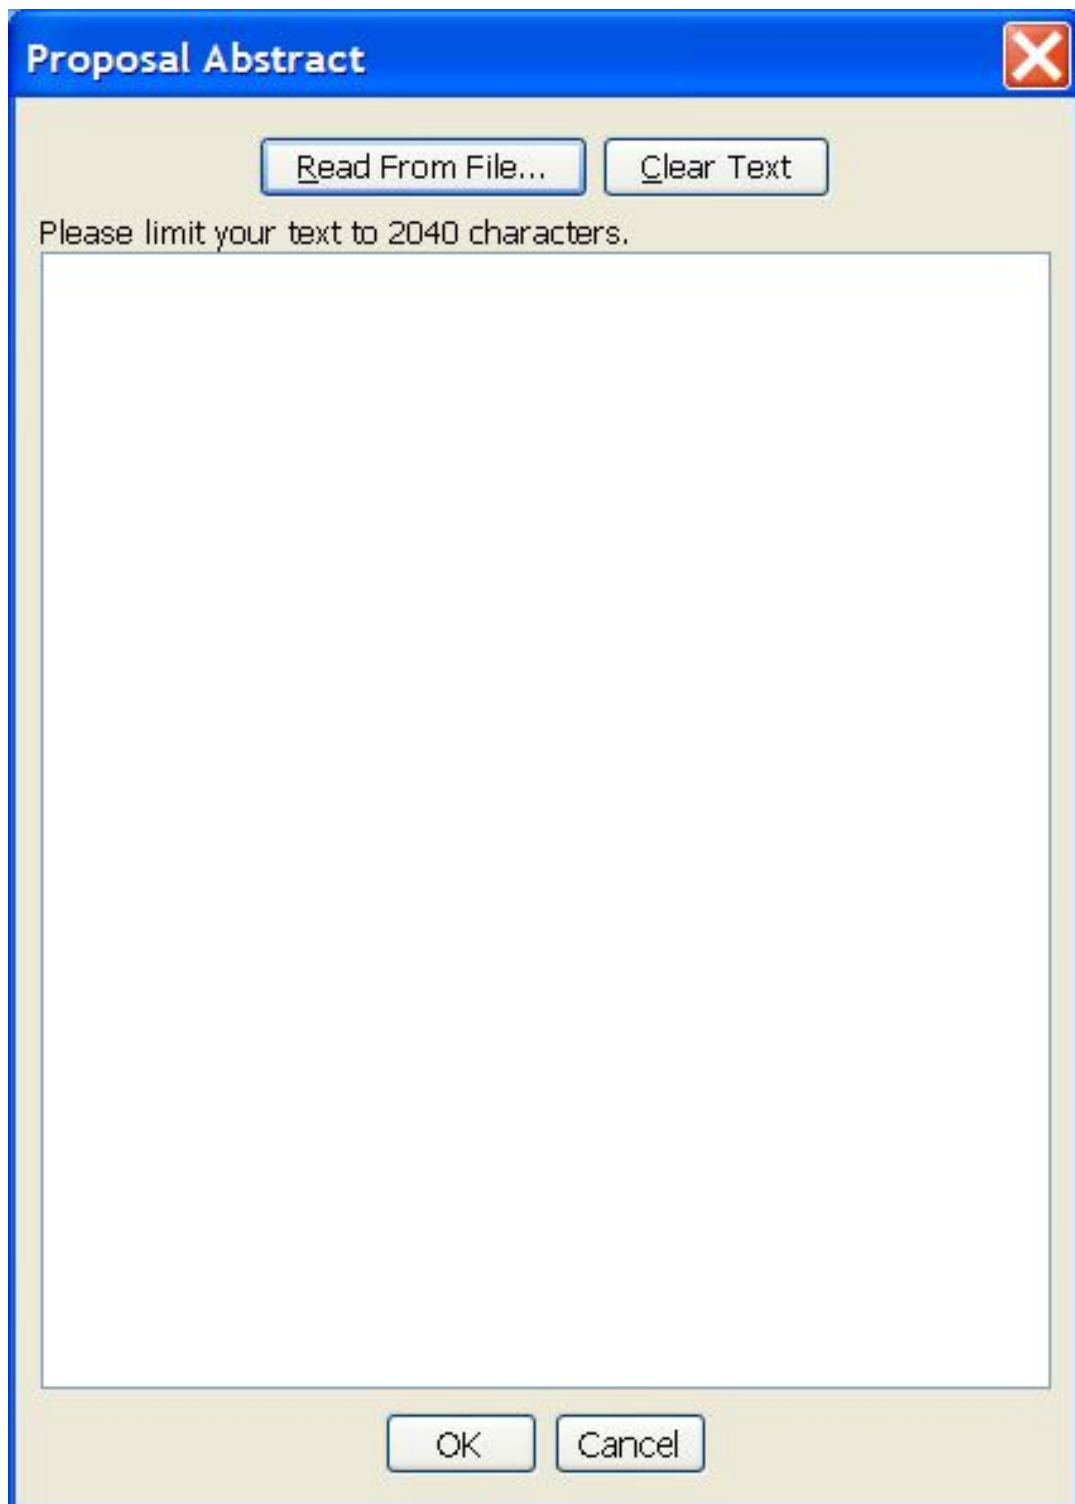 Proposal Abstract
Read From File... Clear Text
Please limit your text to 2040 characters.
OK Cancel